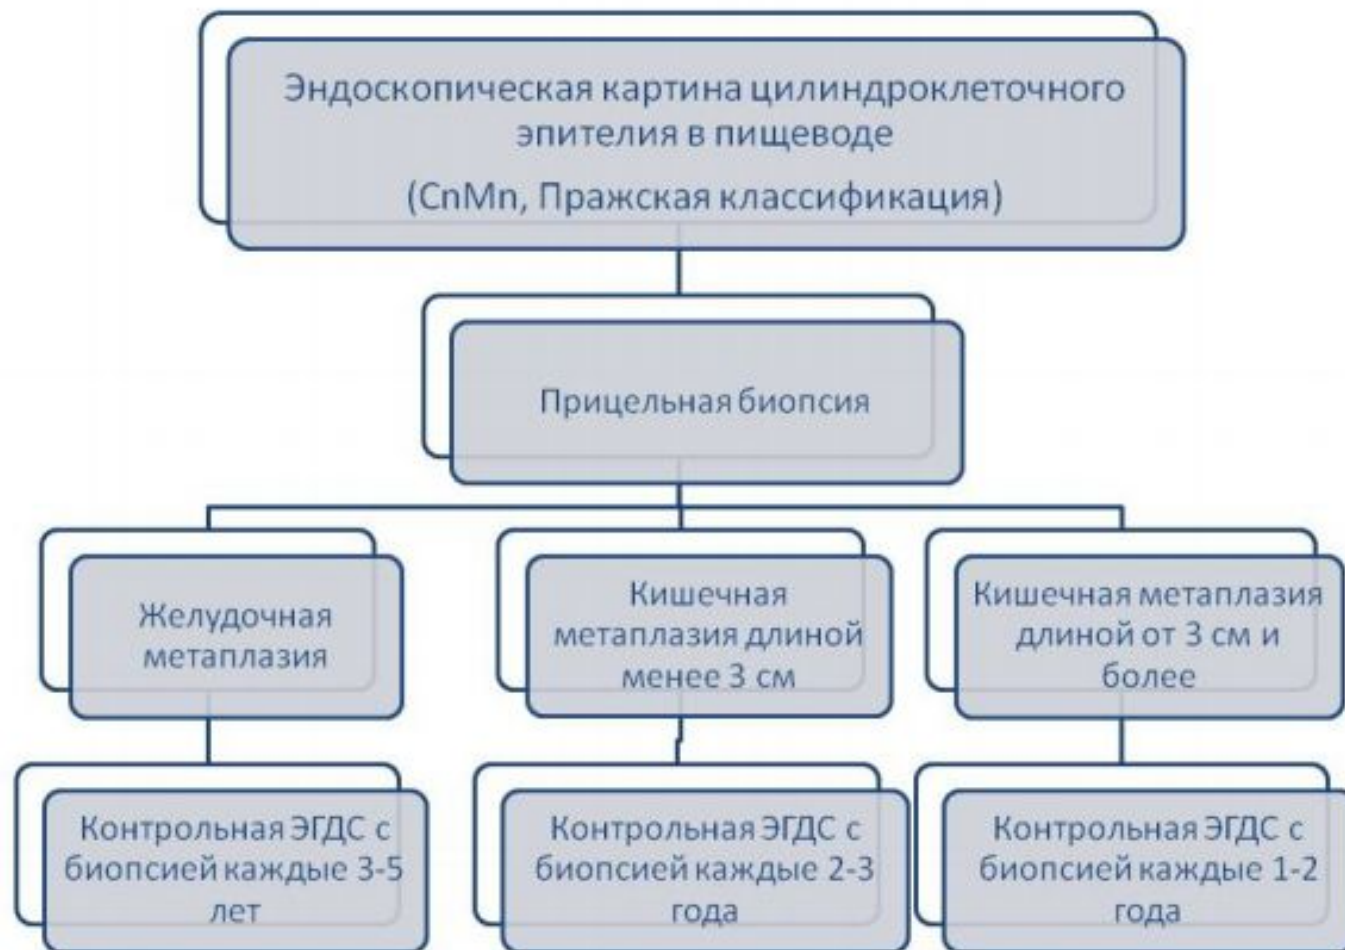 Эндоскопическая картина цилиндроклеточного
эпителия в пищеводе
(CnMn, Пражская классификация)
Прицельная биопсия
Желудочная
метаплазия
Кишечная
метаплазия длиной
менее 3 см
Кишечная метаплазия
длиной от 3 см и
более
Контрольная ЭГДС с
биопсией каждые 3-5
лет
Контрольная ЭГДС с
биопсией каждые 2-3
года
Контрольная ЭГДС с
биопсией каждые 1-2
года